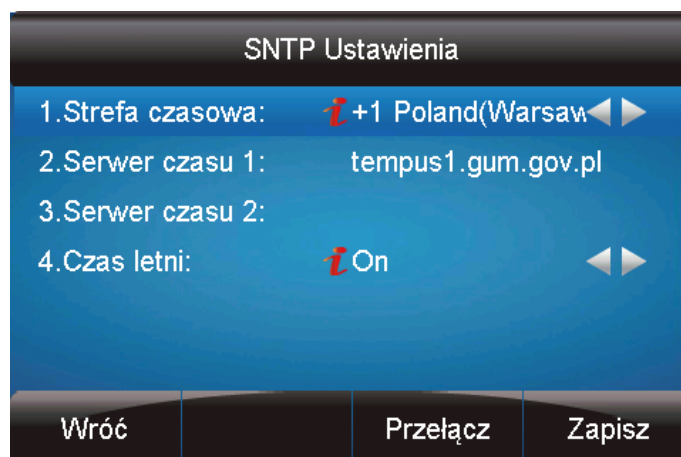 SNTP Ustawienia
1.Strefa czasowa: +1 Poland(Warsaw
2.Serwer czasu 1: tempus1.gum.gov.pl
3.Serwer czasu 2:
4.Czas letni: On
Wróć Przełącz Zapisz